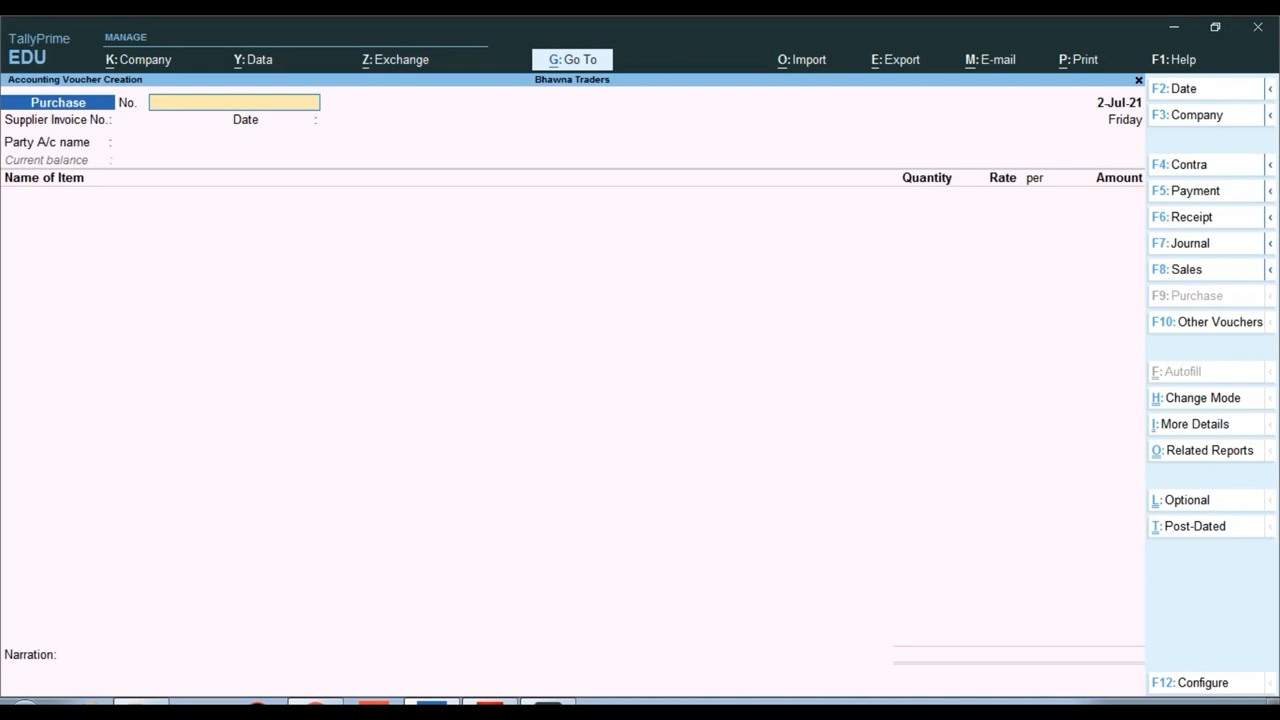 TallyPrime
EDU
MANAGE
K: Company
Y: Data
Z: Exchange
G: Go To
O: Import
E: Export
M: E-mail
P: Print
F1: Help
Accounting Voucher Creation
Bhawna Traders
x
Purchase No.
2-Jul-21
Supplier Invoice No.: Date :
Friday
Party A/c name :
Current balance :
Name of Item Quantity Rate per Amount
Narration:
F2: Date
F3: Company
F4: Contra
F5: Payment
F6: Receipt
F7: Journal
F8: Sales
F9: Purchase
F10: Other Vouchers
F: Autofill
H: Change Mode
I: More Details
O: Related Reports
L: Optional
T: Post-Dated
F12: Configure